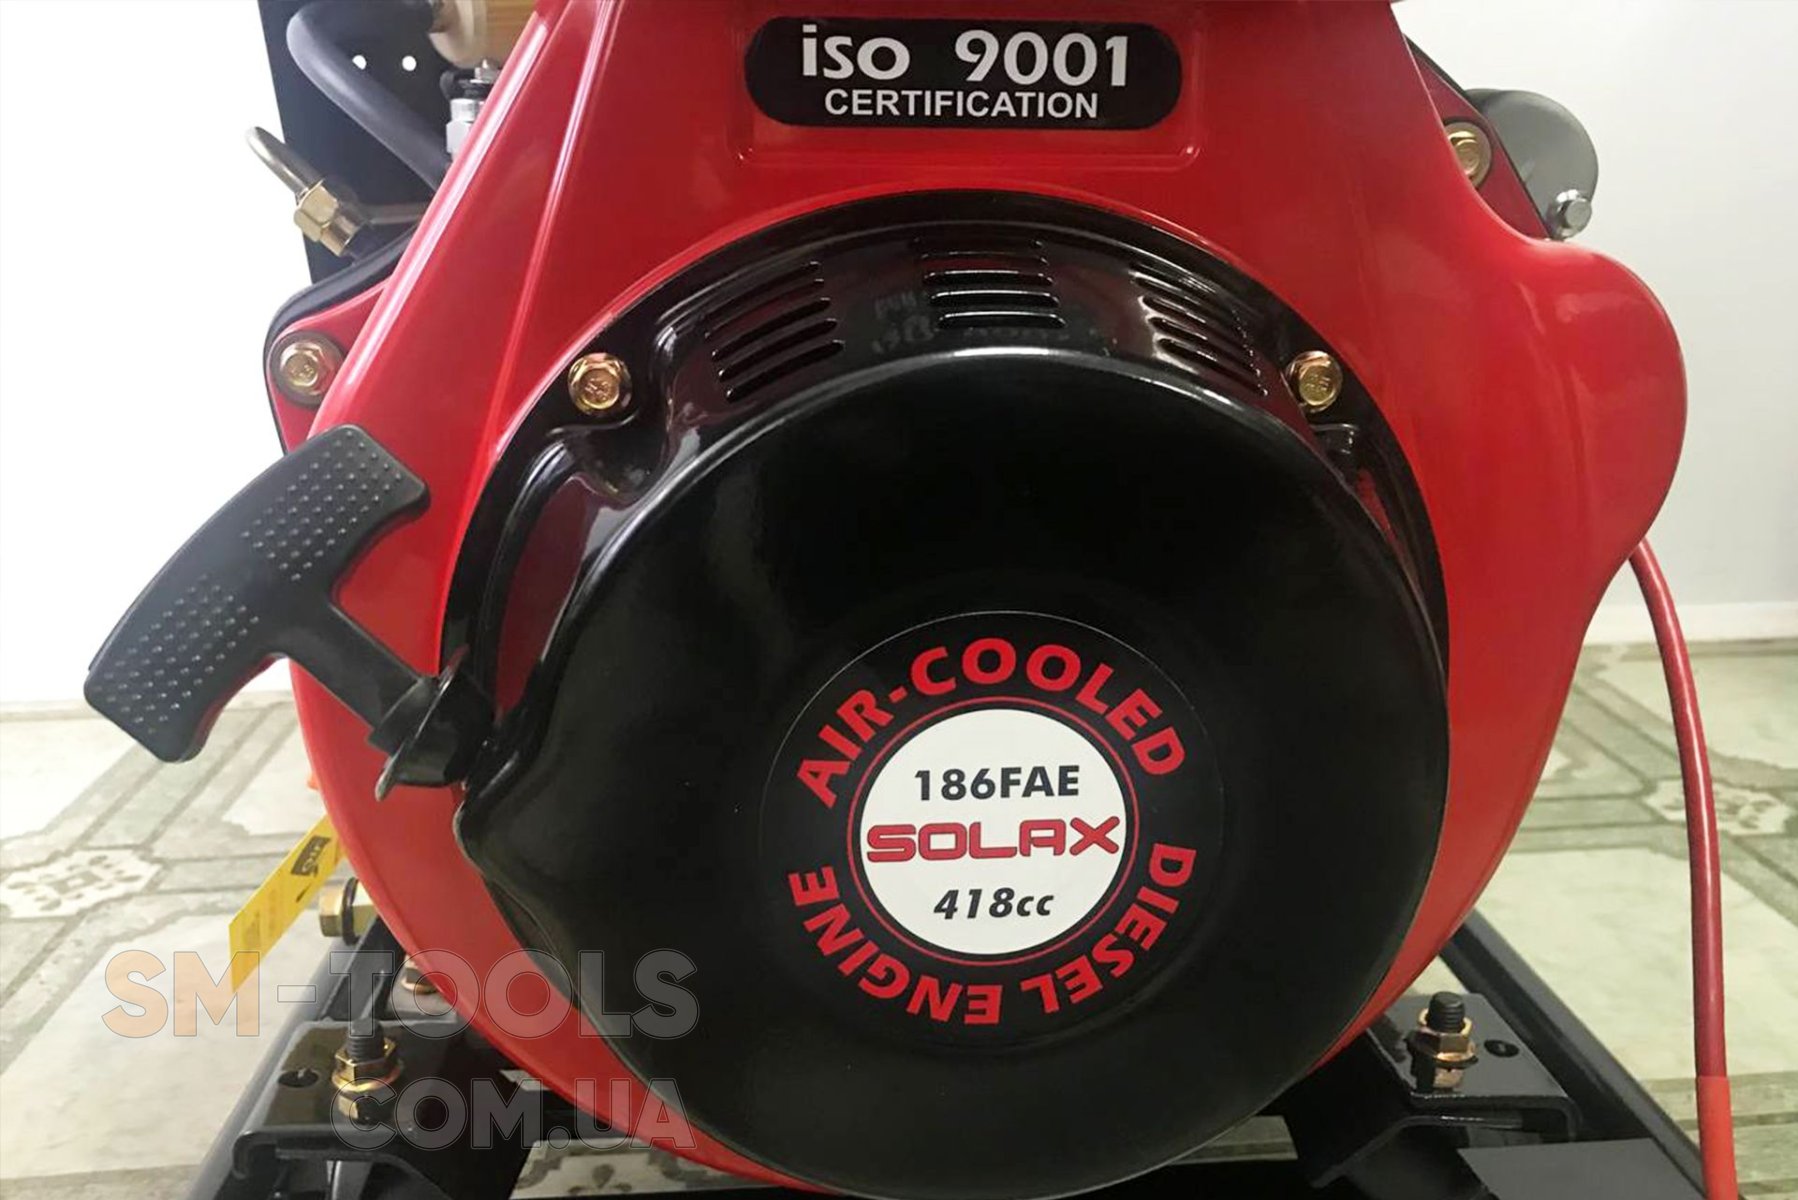 iso 9001
CERTIFICATION
AIR-COOLED
186FAE
SOLAX
418cc
DIESEL ENGINE
SM-TOOLS
COM.UA